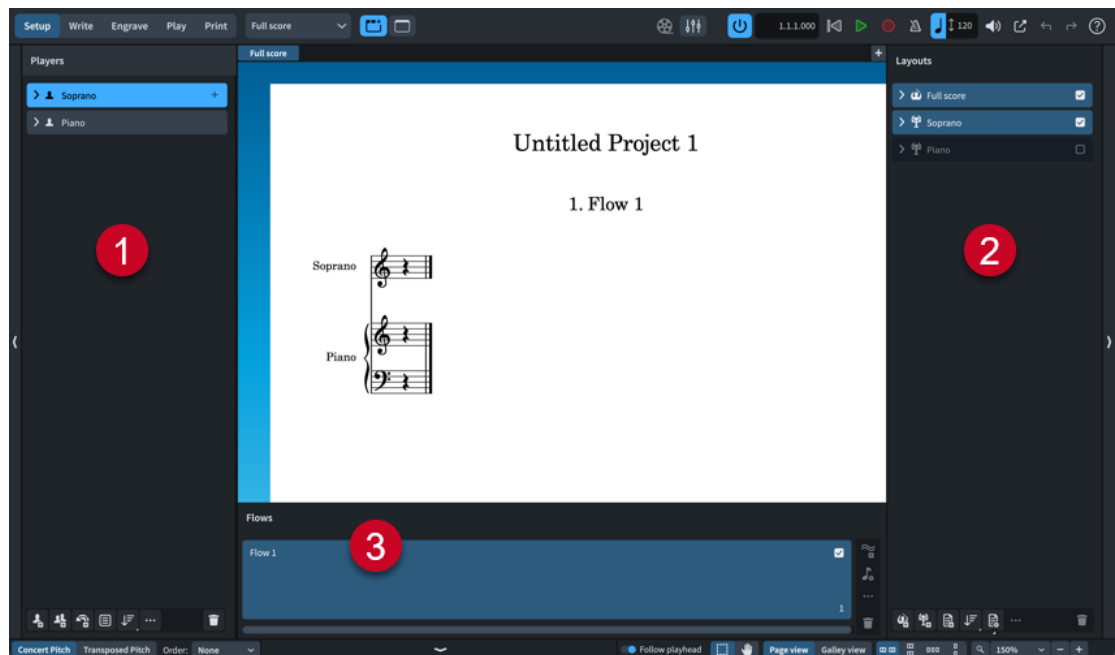 Setup Write Engrave Play Print Full score 1.1.1.000 120
Players
Soprano
Piano
1
Full score
Untitled Project 1
1. Flow 1
Soprano
Piano
Flows
Flow 1
3
1
Layouts
Full score
Soprano
Piano
2
Concert Pitch Transposed Pitch Order: None Follow playhead Page view Galley view 150%